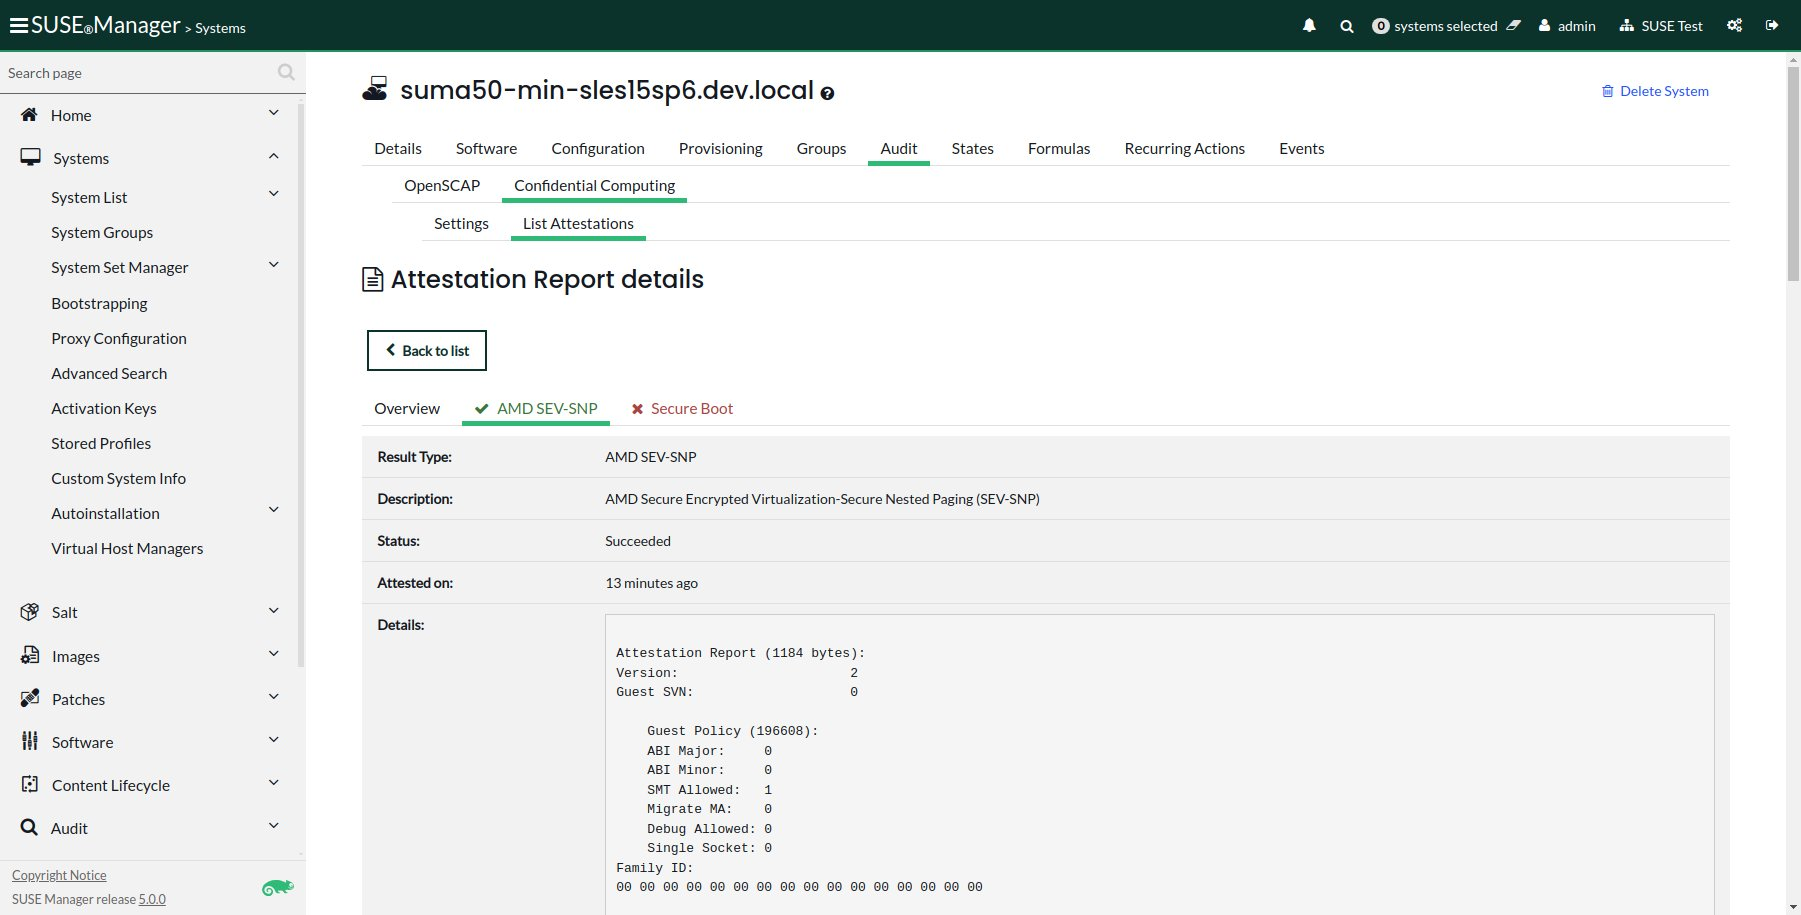 SUSE®Manager > Systems
0 systems selected admin SUSE Test
Search page
Home
Systems
System List
System Groups
System Set Manager
Bootstrapping
Proxy Configuration
Advanced Search
Activation Keys
Stored Profiles
Custom System Info
Autoinstallation
Virtual Host Managers
Salt
Images
Patches
Software
Content Lifecycle
Audit
Copyright Notice
SUSE Manager release 5.0.0
suma50-min-sles15sp6.dev.local ?
Delete System
Details Software Configuration Provisioning Groups Audit States Formulas Recurring Actions Events
OpenSCAP Confidential Computing
Settings List Attestations
Attestation Report details
Back to list
Overview AMD SEV-SNP Secure Boot
Result Type: AMD SEV-SNP
Description: AMD Secure Encrypted Virtualization-Secure Nested Paging (SEV-SNP)
Status: Succeeded
Attested on: 13 minutes ago
Details:
Attestation Report (1184 bytes):
Version: 2
Guest SVN: 0
Guest Policy (196608):
ABI Major: 0
ABI Minor: 0
SMT Allowed: 1
Migrate MA: 0
Debug Allowed: 0
Single Socket: 0
Family ID:
00 00 00 00 00 00 00 00 00 00 00 00 00 00 00 00